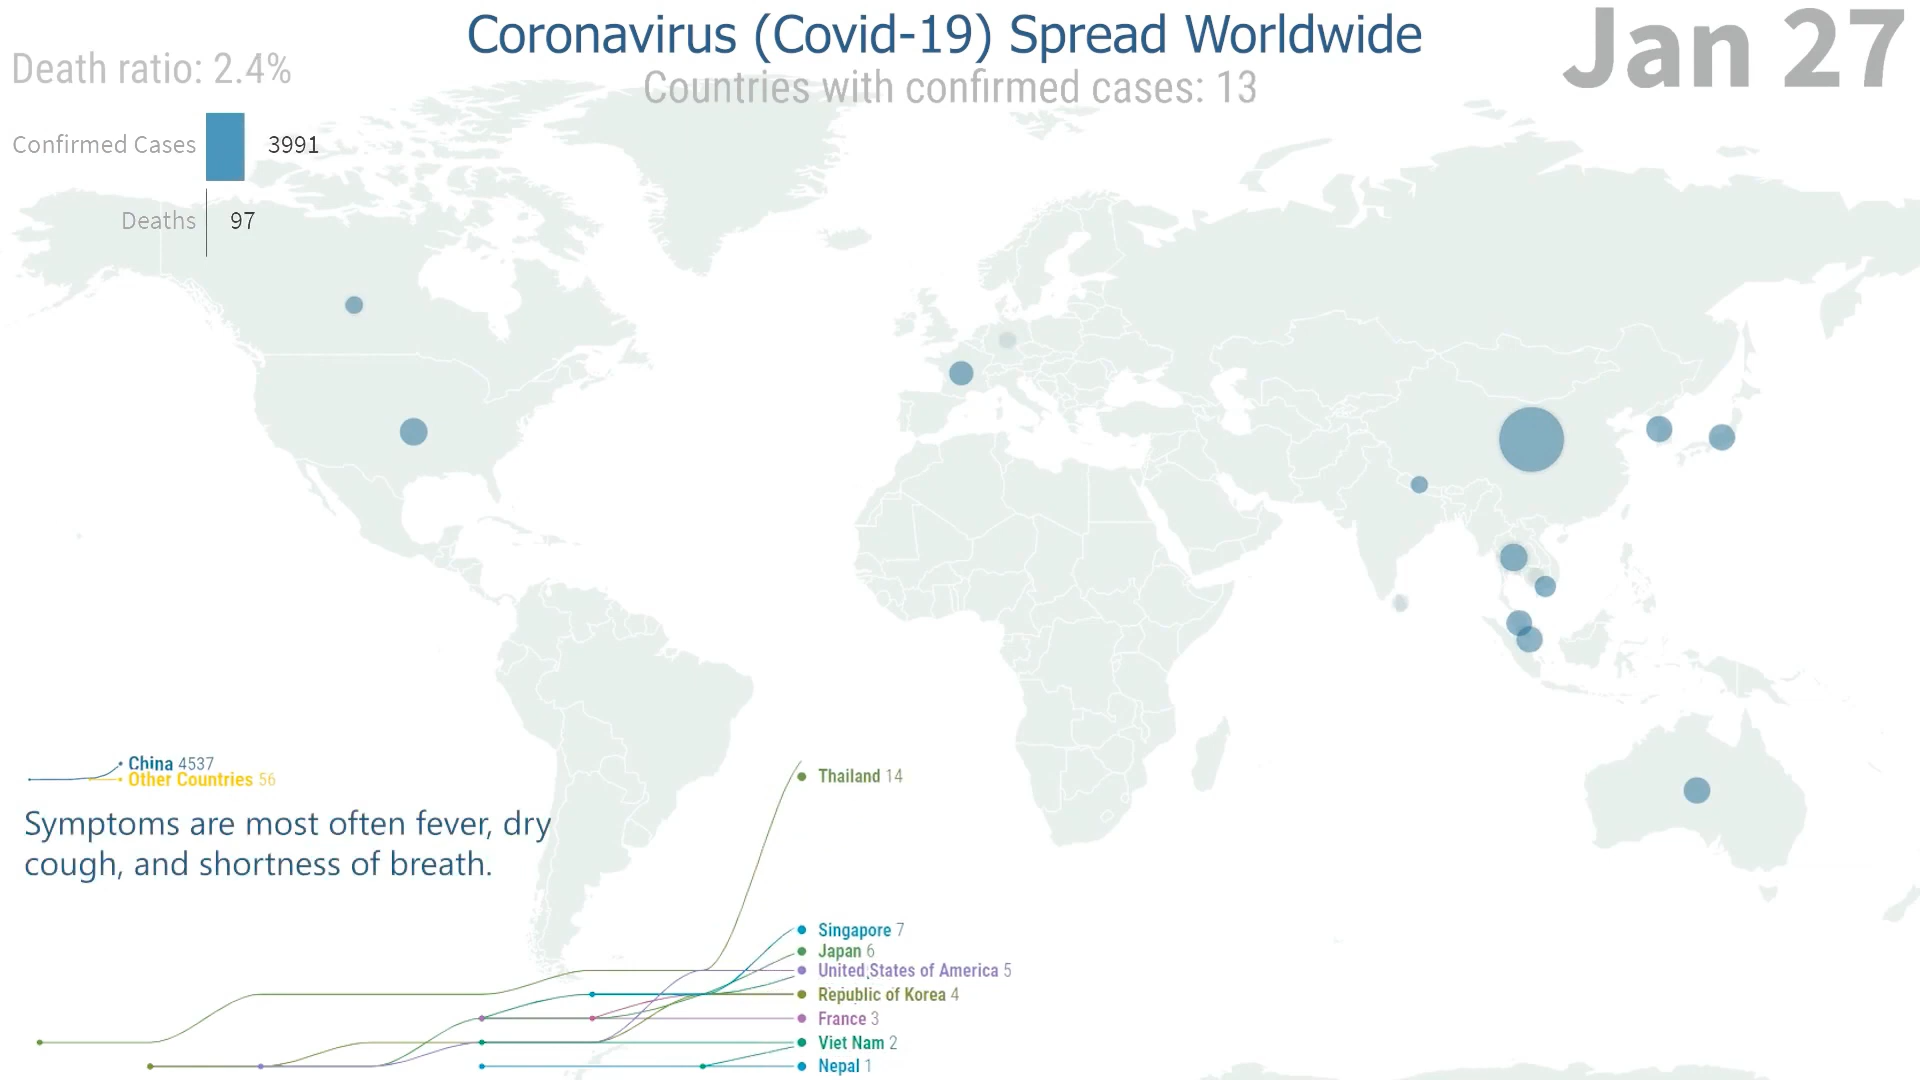 Coronavirus (Covid-19) Spread Worldwide
Jan 27
Death ratio: 2.4%
Countries with confirmed cases: 13
Confirmed Cases 3991
Deaths 97
China 4537
Other Countries 56
Symptoms are most often fever, dry
cough, and shortness of breath.
Thailand 14
Singapore 7
Japan 6
United States of America 5
Republic of Korea 4
France 3
Viet Nam 2
Nepal 1